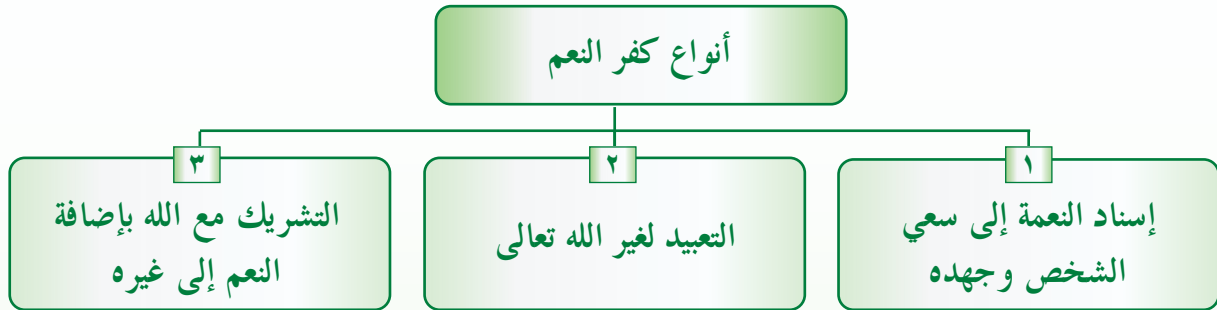 أنواع كفر النعم
١
إسناد النعمة إلى سعي
الشخص وجهده
٢
التعبيد لغير الله تعالى
٣
التشريك مع الله بإضافة
النعم إلى غيره